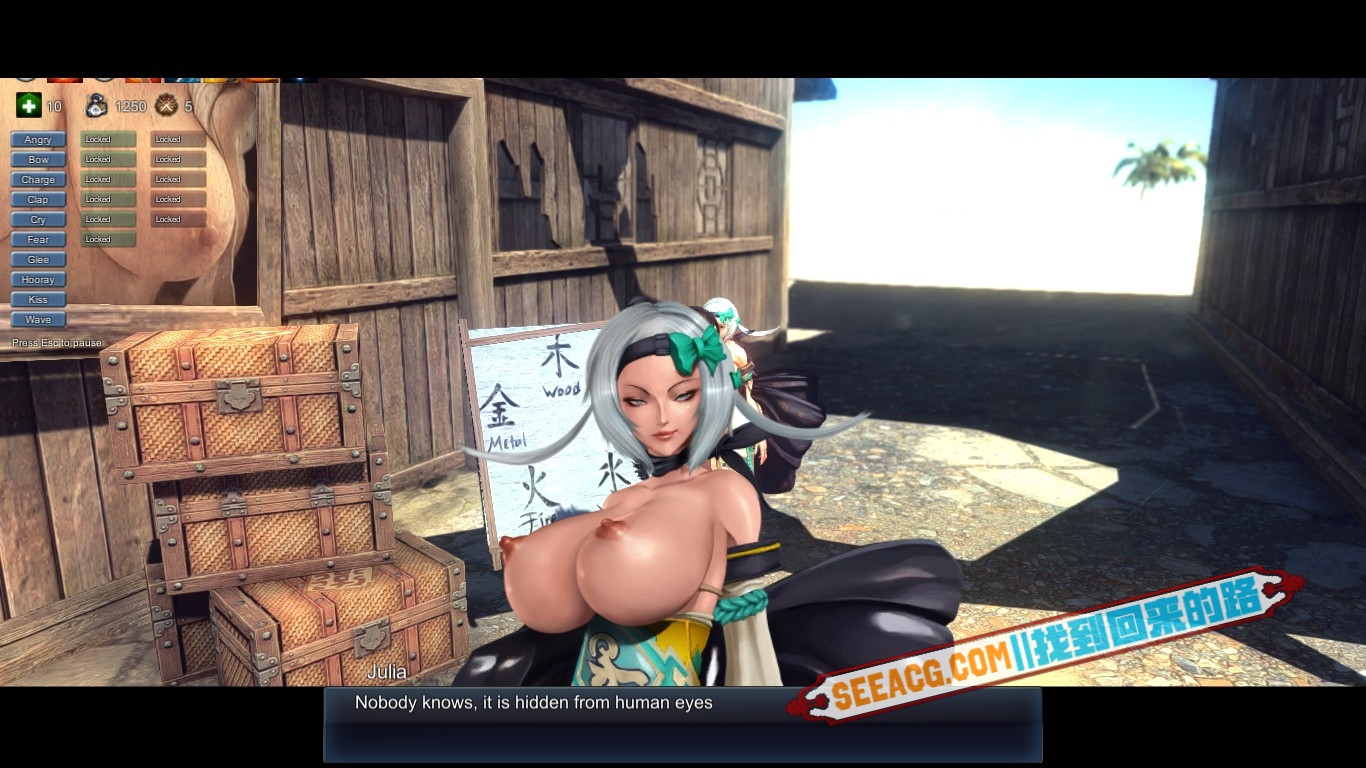 10
1250
5
Angry
Locked
Locked
Bow
Locked
Locked
Charge
Locked
Locked
Clap
Locked
Locked
Cry
Locked
Locked
Fear
Locked
Glee
Hooray
Kiss
Wave
Press Esc to pause
木
Wood
金
Metal
火
水
Fire
Julia
Nobody knows, it is hidden from human eyes
SEEACG.COM||找到回来的路